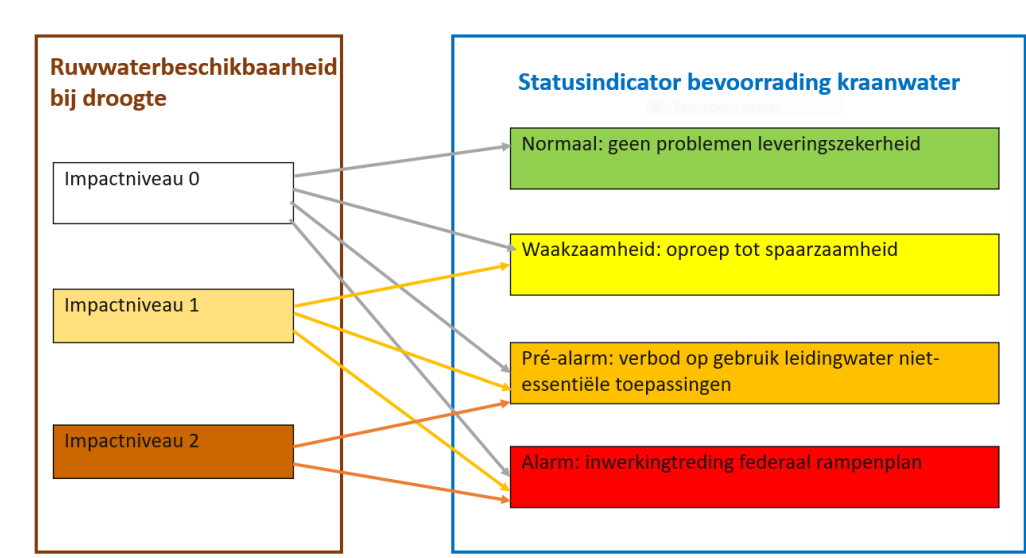 Ruwwaterbeschikbaarheid
bij droogte
Impactniveau 0
Impactniveau 1
Impactniveau 2
Statusindicator bevoorrading kraanwater
Normaal: geen problemen leveringszekerheid
Waakzaamheid: oproep tot spaarzaamheid
Pré-alarm: verbod op gebruik leidingwater niet-
essentiële toepassingen
Alarm: inwerkingtreding federaal rampenplan